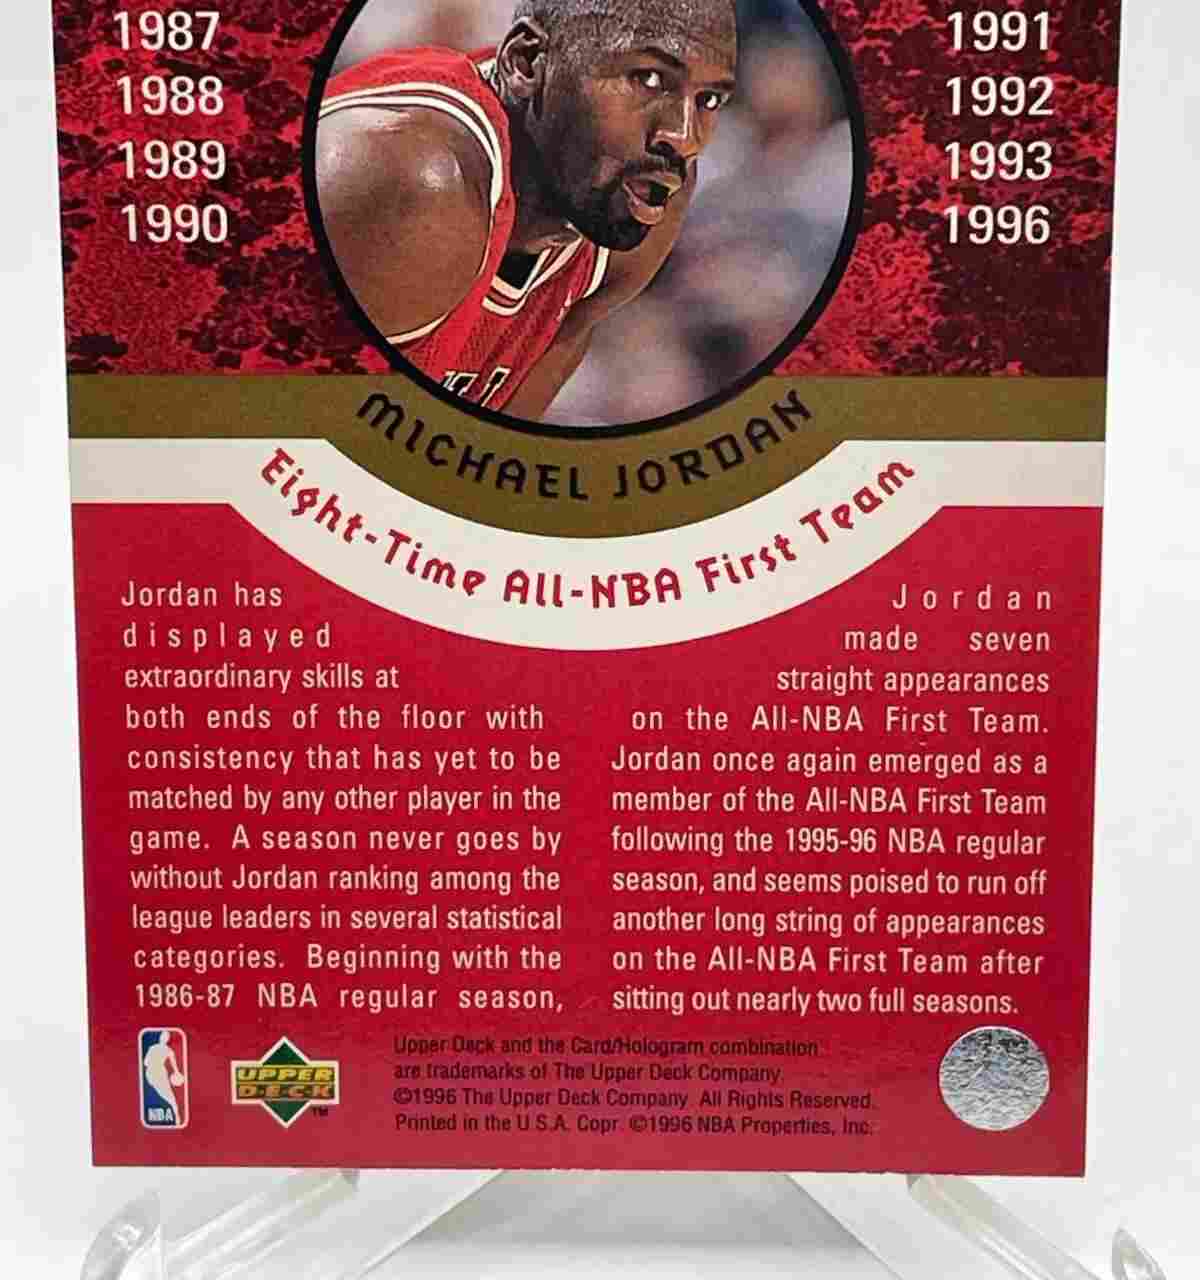 1987
1988
1989
1990
1991
1992
1993
1996
MICHAEL JORDAN
Eight-Time All-NBA First Team
Jordan has
displayed
extraordinary skills at
both ends of the floor with
consistency that has yet to be
matched by any other player in the
game. A season never goes by
without Jordan ranking among the
league leaders in several statistical
categories. Beginning with the
1986-87 NBA regular season,
Jordan
made seven
straight appearances
on the All-NBA First Team.
Jordan once again emerged as a
member of the All-NBA First Team
following the 1995-96 NBA regular
season, and seems poised to run off
another long string of appearances
on the All-NBA First Team after
sitting out nearly two full seasons.
NBA
UPPER
DECK
TM
Upper Deck and the Card/Hologram combination
are trademarks of The Upper Deck Company.
©1996 The Upper Deck Company. All Rights Reserved.
Printed in the U.S.A. Copr. ©1996 NBA Properties, Inc.